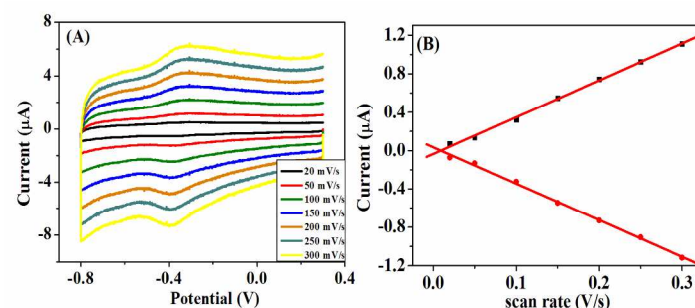 (A)
8
4
0
-4
-8
Current (µA)
-0.8
-0.4
0.0
0.4
Potential (V)
20 mV/s
50 mV/s
100 mV/s
150 mV/s
200 mV/s
250 mV/s
300 mV/s
(B)
1.2
0.8
0.4
0.0
-0.4
-0.8
-1.2
Current (µA)
0.0
0.1
0.2
0.3
scan rate (V/s)